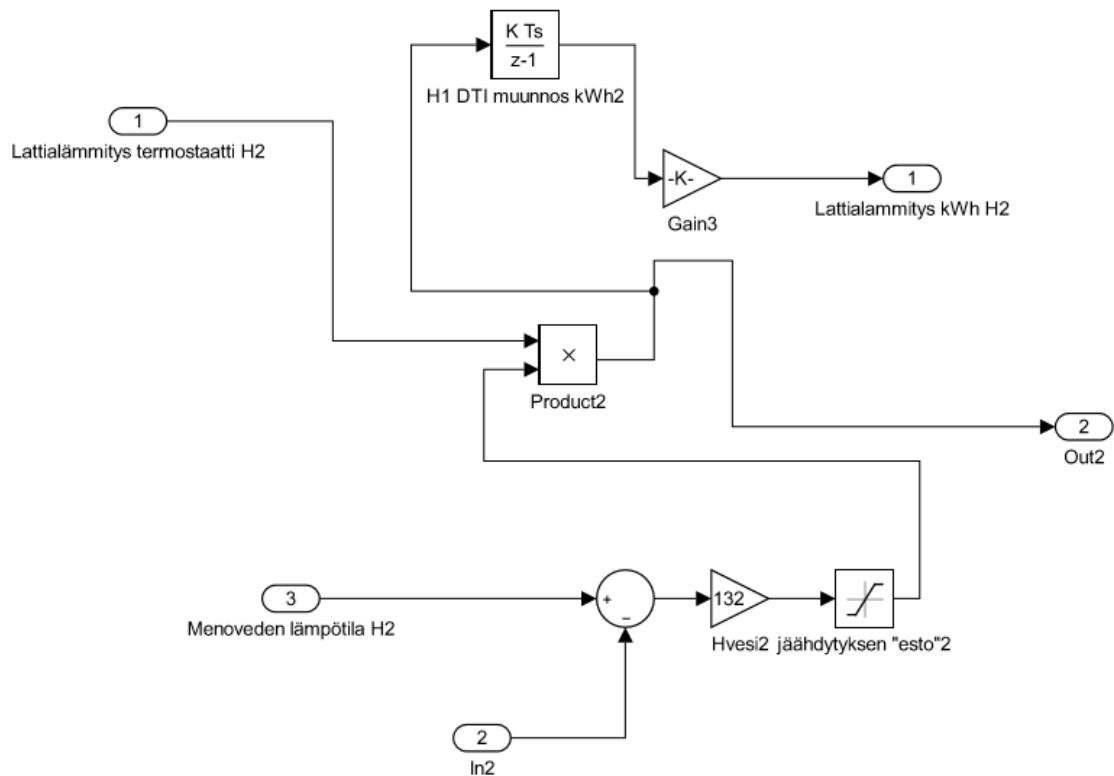 K Ts
z-1
H1 DTI muunnos kWh2
1
Lattialämmitys termostaatti H2
-K-
Gain3
1
Lattialammitys kWh H2
×
Product2
2
Out2
3
Menoveden lämpötila H2
+
−
132
Hvesi2
jäähdytyksen "esto"2
2
In2